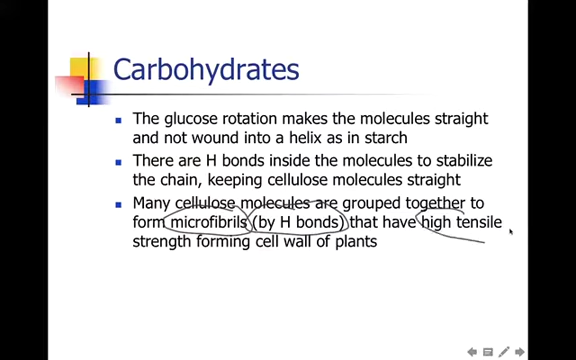 Carbohydrates
The glucose rotation makes the molecules straight
and not wound into a helix as in starch
There are H bonds inside the molecules to stabilize
the chain, keeping cellulose molecules straight
Many cellulose molecules are grouped together to
form microfibrils (by H bonds) that have high tensile
strength forming cell wall of plants